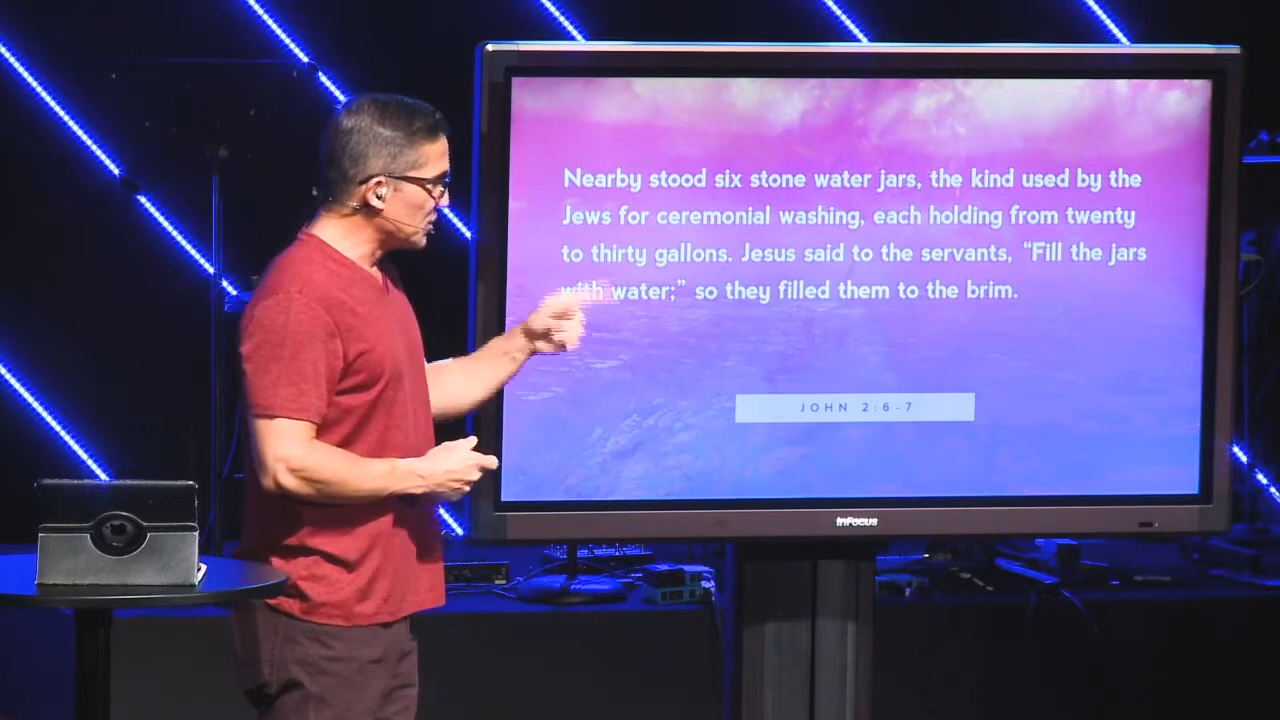 Nearby stood six stone water jars, the kind used by the
Jews for ceremonial washing, each holding from twenty
to thirty gallons. Jesus said to the servants, “Fill the jars
with water;” so they filled them to the brim.
JOHN 2:6-7
InFocus